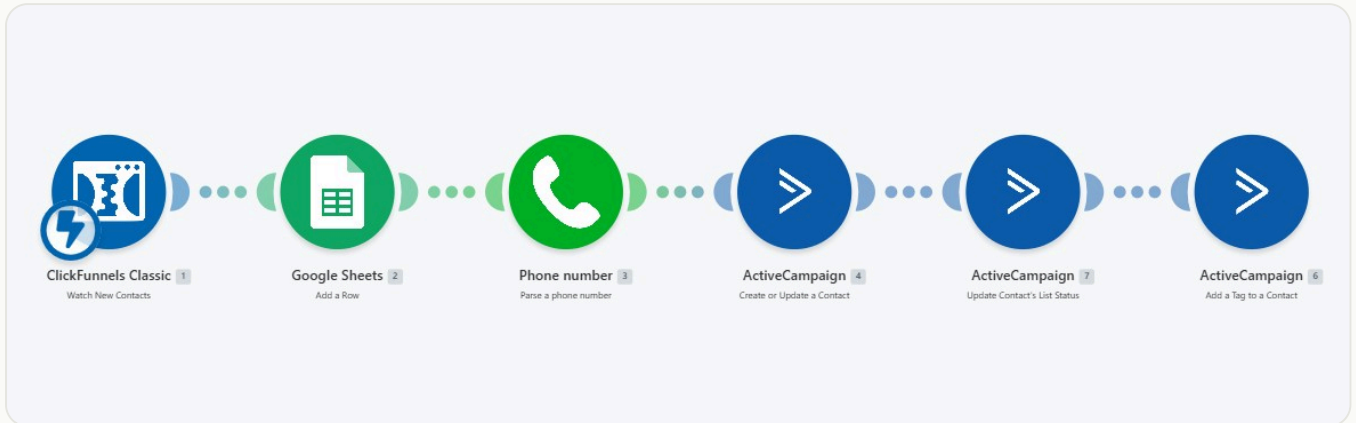 ClickFunnels Classic 1
Watch New Contacts
Google Sheets 2
Add a Row
Phone number 3
Parse a phone number
ActiveCampaign 4
Create or Update a Contact
ActiveCampaign 7
Update Contact's List Status
ActiveCampaign 6
Add a Tag to a Contact